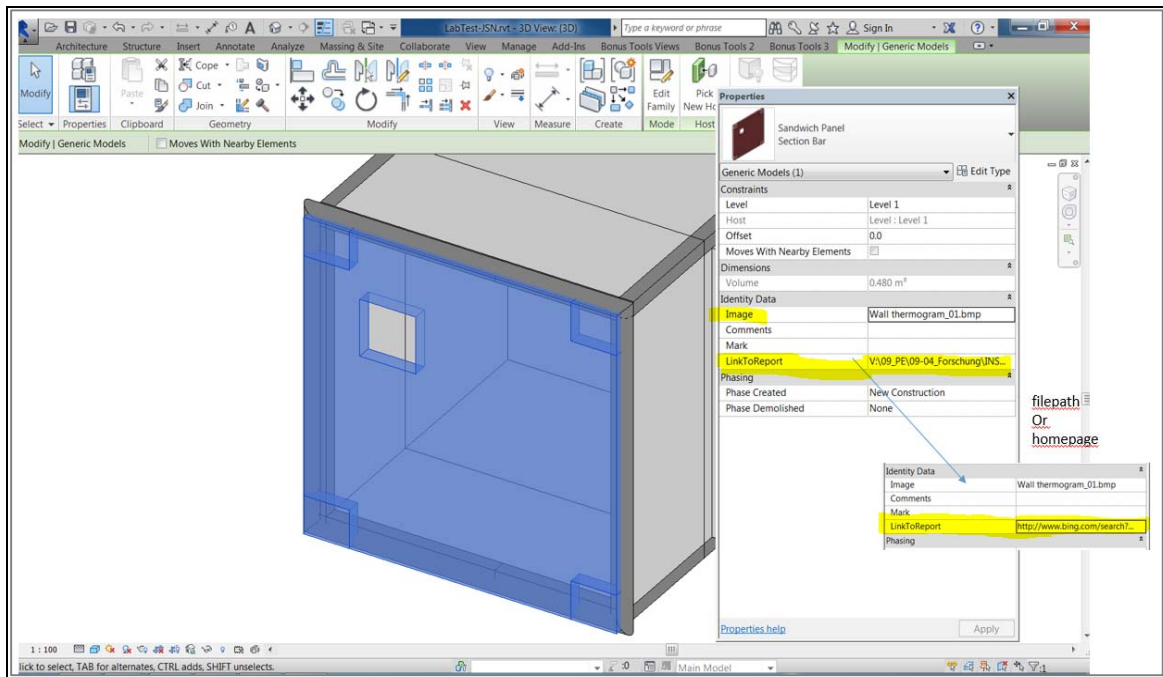 LabTest-JSN.rvt - 3D View: {3D}
Type a keyword or phrase
Sign In
Architecture Structure Insert Annotate Analyze Massing & Site Collaborate View Manage Add-Ins Bonus Tools Views Bonus Tools 2 Bonus Tools 3 Modify | Generic Models
Cope
Cut
Join
Modify
Paste
Edit Family
Pick New Ho
Select Properties Clipboard Geometry Modify View Measure Create Mode Host
Modify | Generic Models Moves With Nearby Elements
Properties
Sandwich Panel
Section Bar
Generic Models (1) Edit Type
Constraints
Level Level 1
Host Level : Level 1
Offset 0.0
Moves With Nearby Elements
Dimensions
Volume 0.480 m³
Identity Data
Image Wall thermogram_01.bmp
Comments
Mark
LinkToReport V:\09_PE\09-04_Forschung\INS...
Phasing
Phase Created New Construction
Phase Demolished None
filepath
Or
homepage
Identity Data
Image Wall thermogram_01.bmp
Comments
Mark
LinkToReport http://www.bing.com/search?...
Phasing
Properties help Apply
1 : 100
lick to select, TAB for alternates, CTRL adds, SHIFT unselects.
:0 Main Model :1